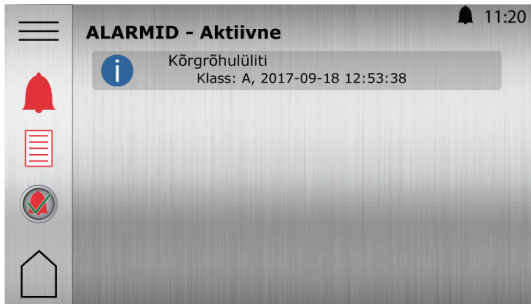 11:20
ALARMID - Aktiivne
Kõrgrõhulüliti
Klass: A, 2017-09-18 12:53:38